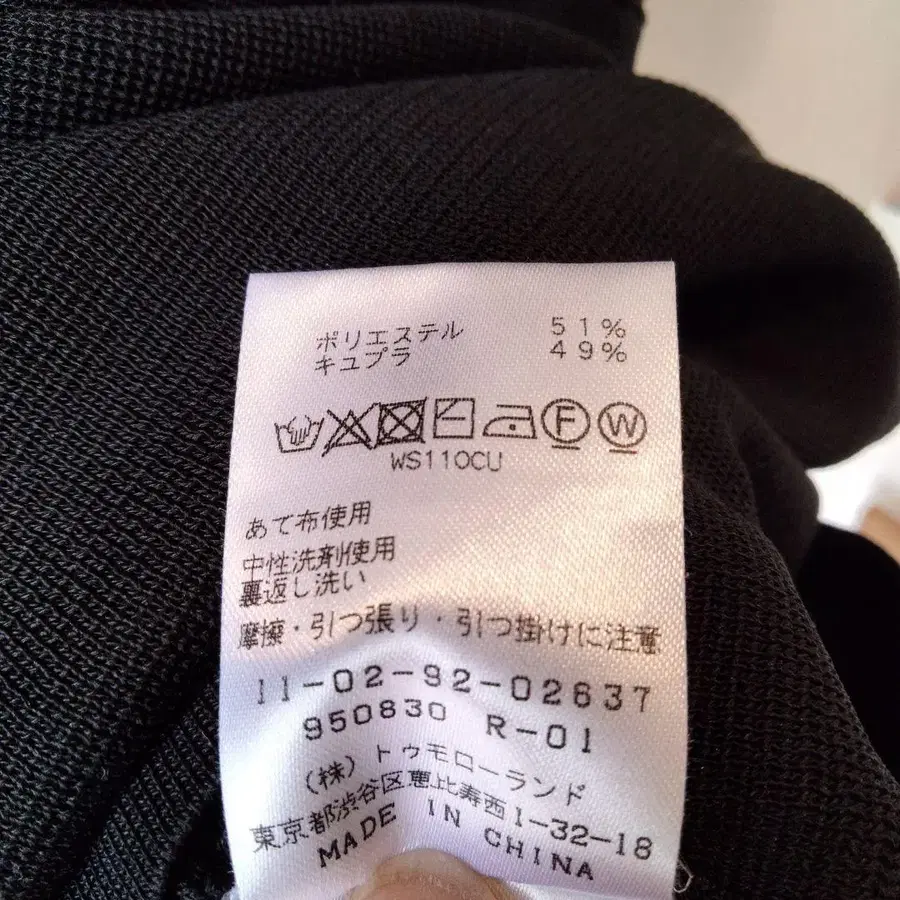 ポリエステル 51%
キュプラ 49%
F W
WS110CU
あて布使用
中性洗剤使用
裏返し洗い
摩擦・引つ張り・引つ掛けに注意
11-02-92-02637
950830 R-01
(株)トゥモローランド
東京都渋谷区恵比寿西1-32-18
MADE IN CHINA